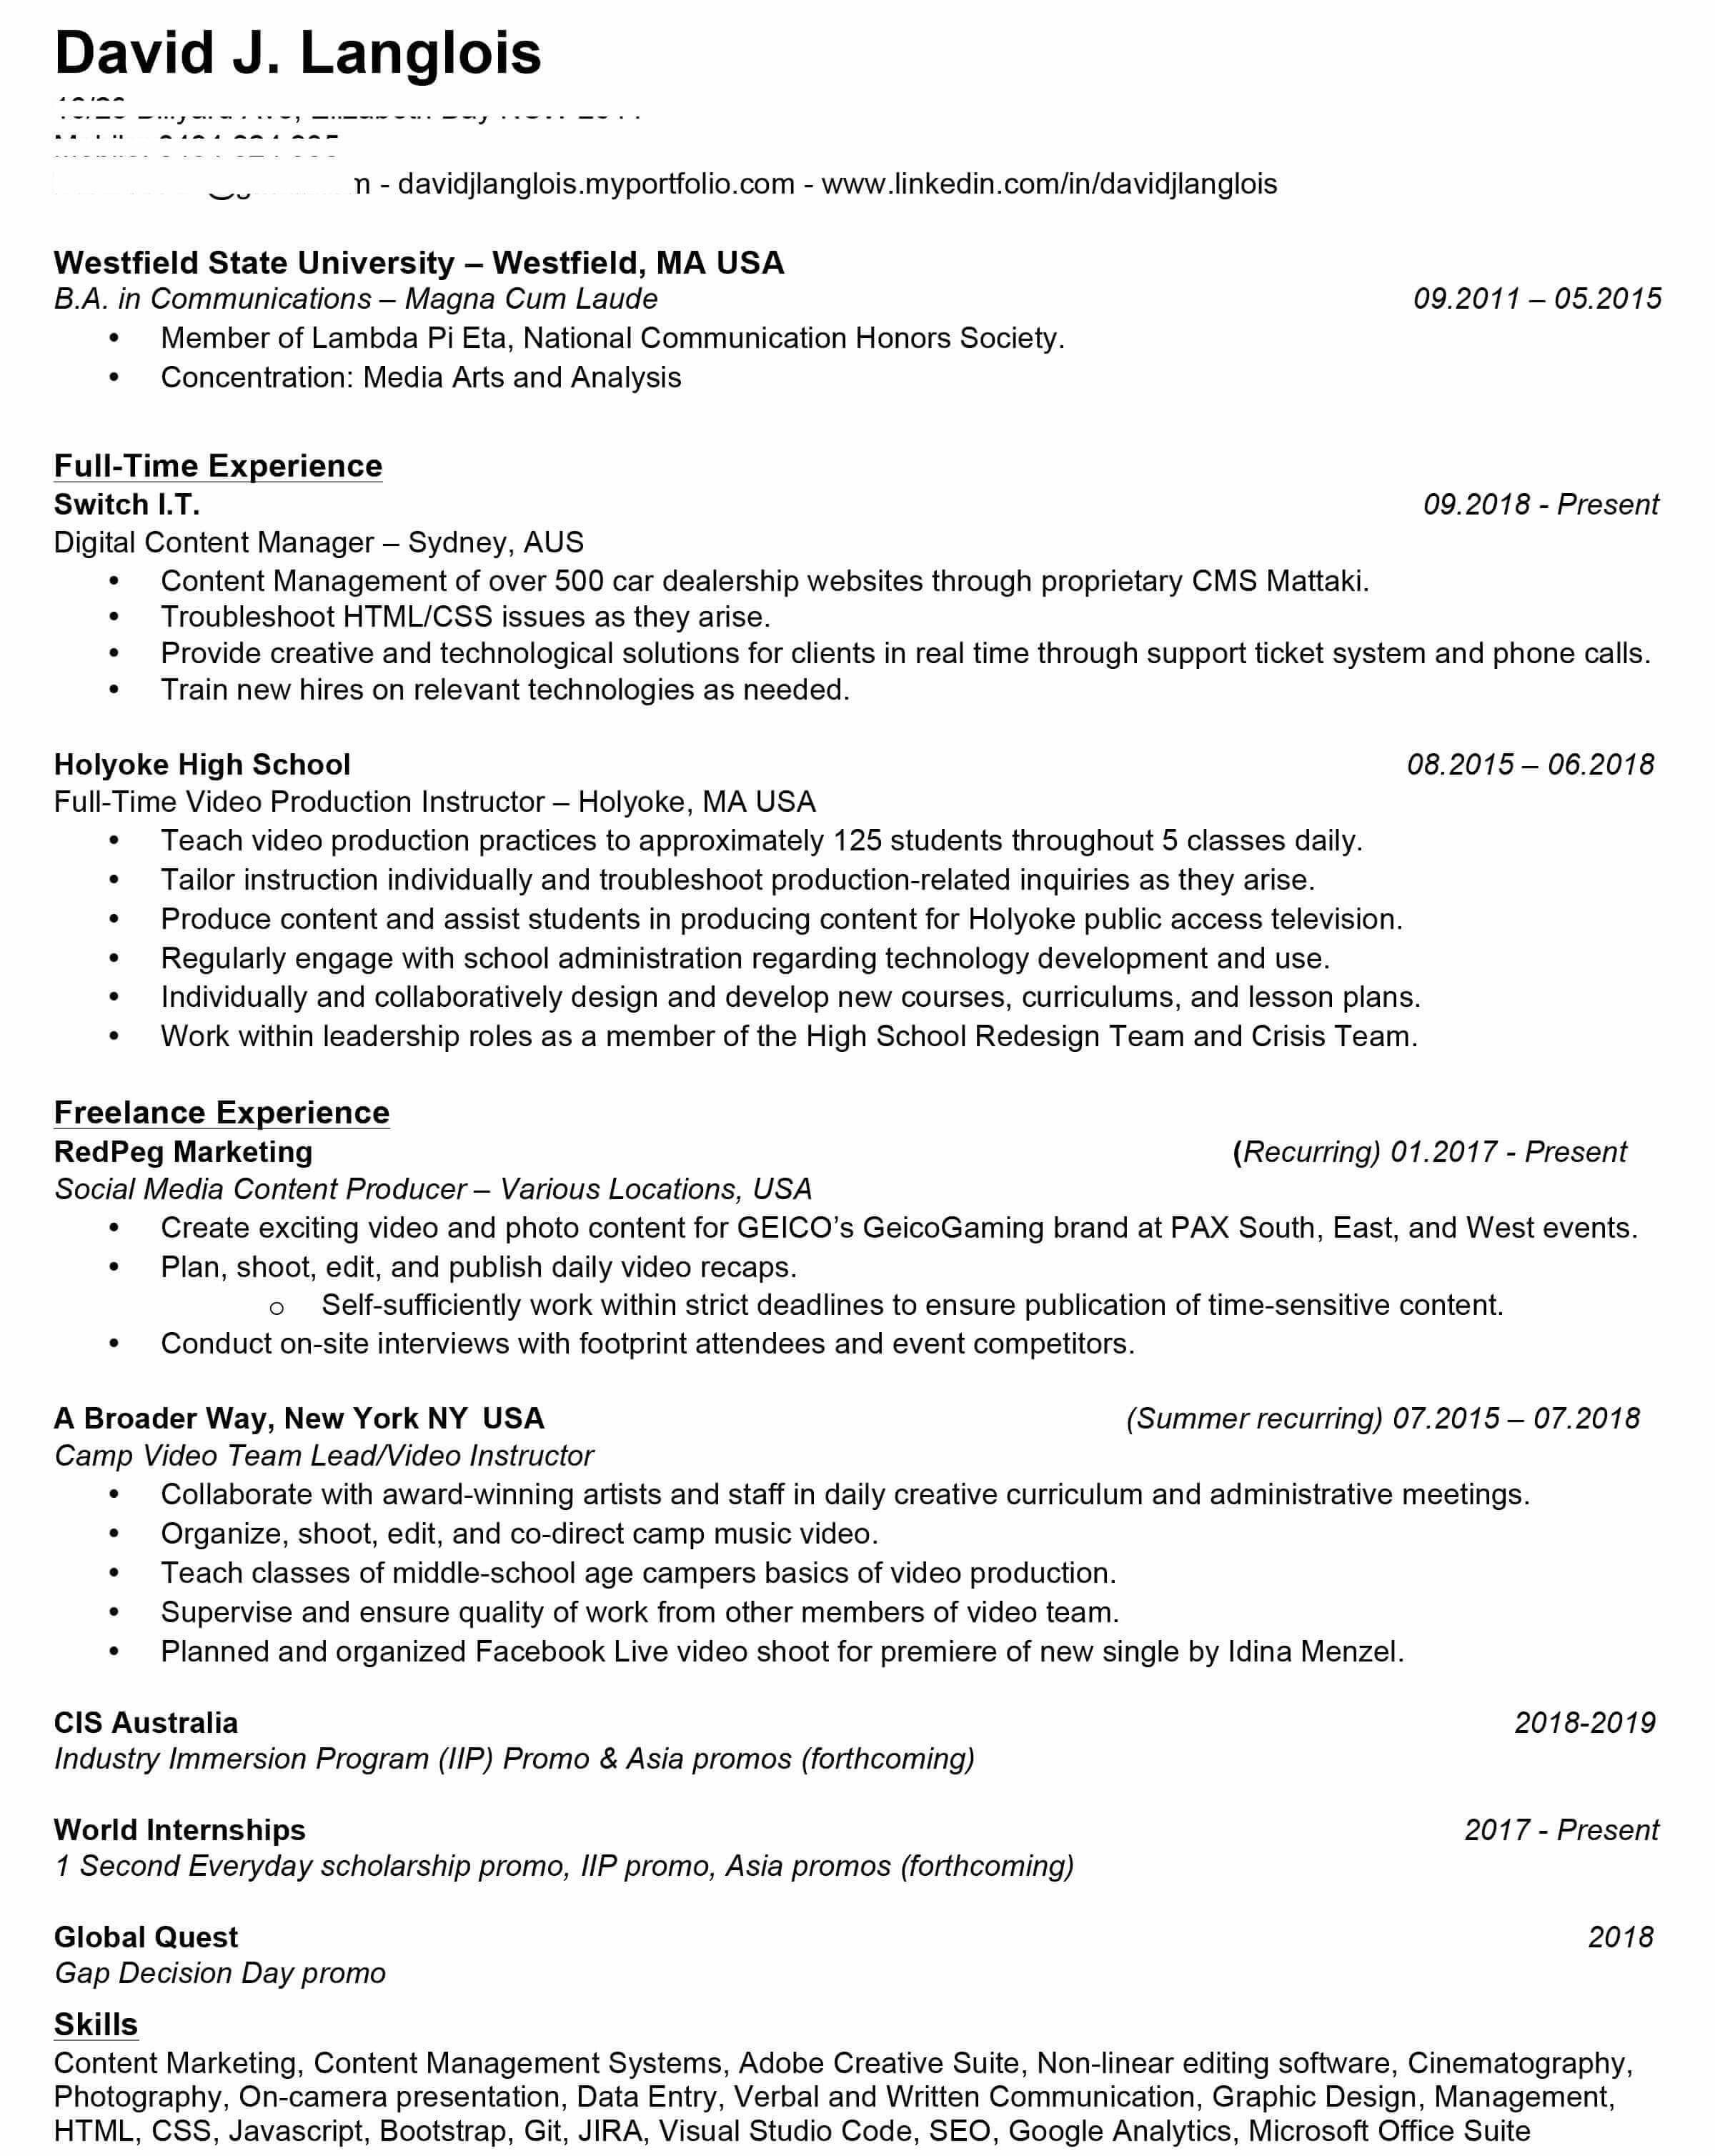 David J. Langlois
m - davidjlanglois.myportfolio.com - www.linkedin.com/in/davidjlanglois
Westfield State University – Westfield, MA USA
B.A. in Communications – Magna Cum Laude 09.2011 – 05.2015
• Member of Lambda Pi Eta, National Communication Honors Society.
• Concentration: Media Arts and Analysis
Full-Time Experience
Switch I.T. 09.2018 - Present
Digital Content Manager – Sydney, AUS
• Content Management of over 500 car dealership websites through proprietary CMS Mattaki.
• Troubleshoot HTML/CSS issues as they arise.
• Provide creative and technological solutions for clients in real time through support ticket system and phone calls.
• Train new hires on relevant technologies as needed.
Holyoke High School 08.2015 – 06.2018
Full-Time Video Production Instructor – Holyoke, MA USA
• Teach video production practices to approximately 125 students throughout 5 classes daily.
• Tailor instruction individually and troubleshoot production-related inquiries as they arise.
• Produce content and assist students in producing content for Holyoke public access television.
• Regularly engage with school administration regarding technology development and use.
• Individually and collaboratively design and develop new courses, curriculums, and lesson plans.
• Work within leadership roles as a member of the High School Redesign Team and Crisis Team.
Freelance Experience
RedPeg Marketing (Recurring) 01.2017 - Present
Social Media Content Producer – Various Locations, USA
• Create exciting video and photo content for GEICO’s GeicoGaming brand at PAX South, East, and West events.
• Plan, shoot, edit, and publish daily video recaps.
o Self-sufficiently work within strict deadlines to ensure publication of time-sensitive content.
• Conduct on-site interviews with footprint attendees and event competitors.
A Broader Way, New York NY USA (Summer recurring) 07.2015 – 07.2018
Camp Video Team Lead/Video Instructor
• Collaborate with award-winning artists and staff in daily creative curriculum and administrative meetings.
• Organize, shoot, edit, and co-direct camp music video.
• Teach classes of middle-school age campers basics of video production.
• Supervise and ensure quality of work from other members of video team.
• Planned and organized Facebook Live video shoot for premiere of new single by Idina Menzel.
CIS Australia 2018-2019
Industry Immersion Program (IIP) Promo & Asia promos (forthcoming)
World Internships 2017 - Present
1 Second Everyday scholarship promo, IIP promo, Asia promos (forthcoming)
Global Quest 2018
Gap Decision Day promo
Skills
Content Marketing, Content Management Systems, Adobe Creative Suite, Non-linear editing software, Cinematography,
Photography, On-camera presentation, Data Entry, Verbal and Written Communication, Graphic Design, Management,
HTML, CSS, Javascript, Bootstrap, Git, JIRA, Visual Studio Code, SEO, Google Analytics, Microsoft Office Suite